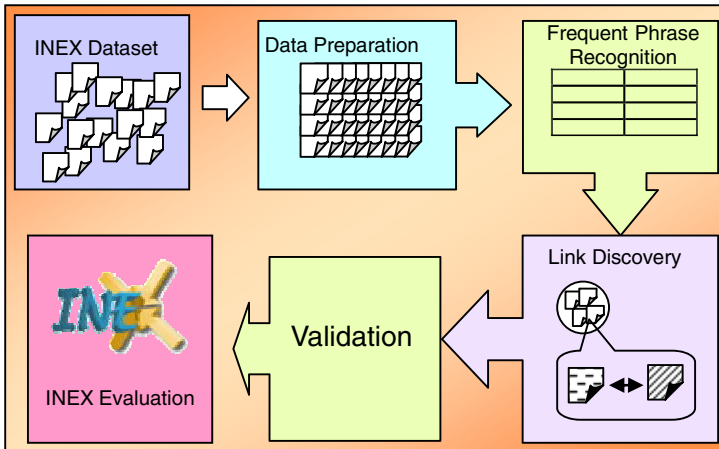 INEX Dataset
Data Preparation
Frequent Phrase
Recognition
Link Discovery
Validation
INEX
INEX Evaluation